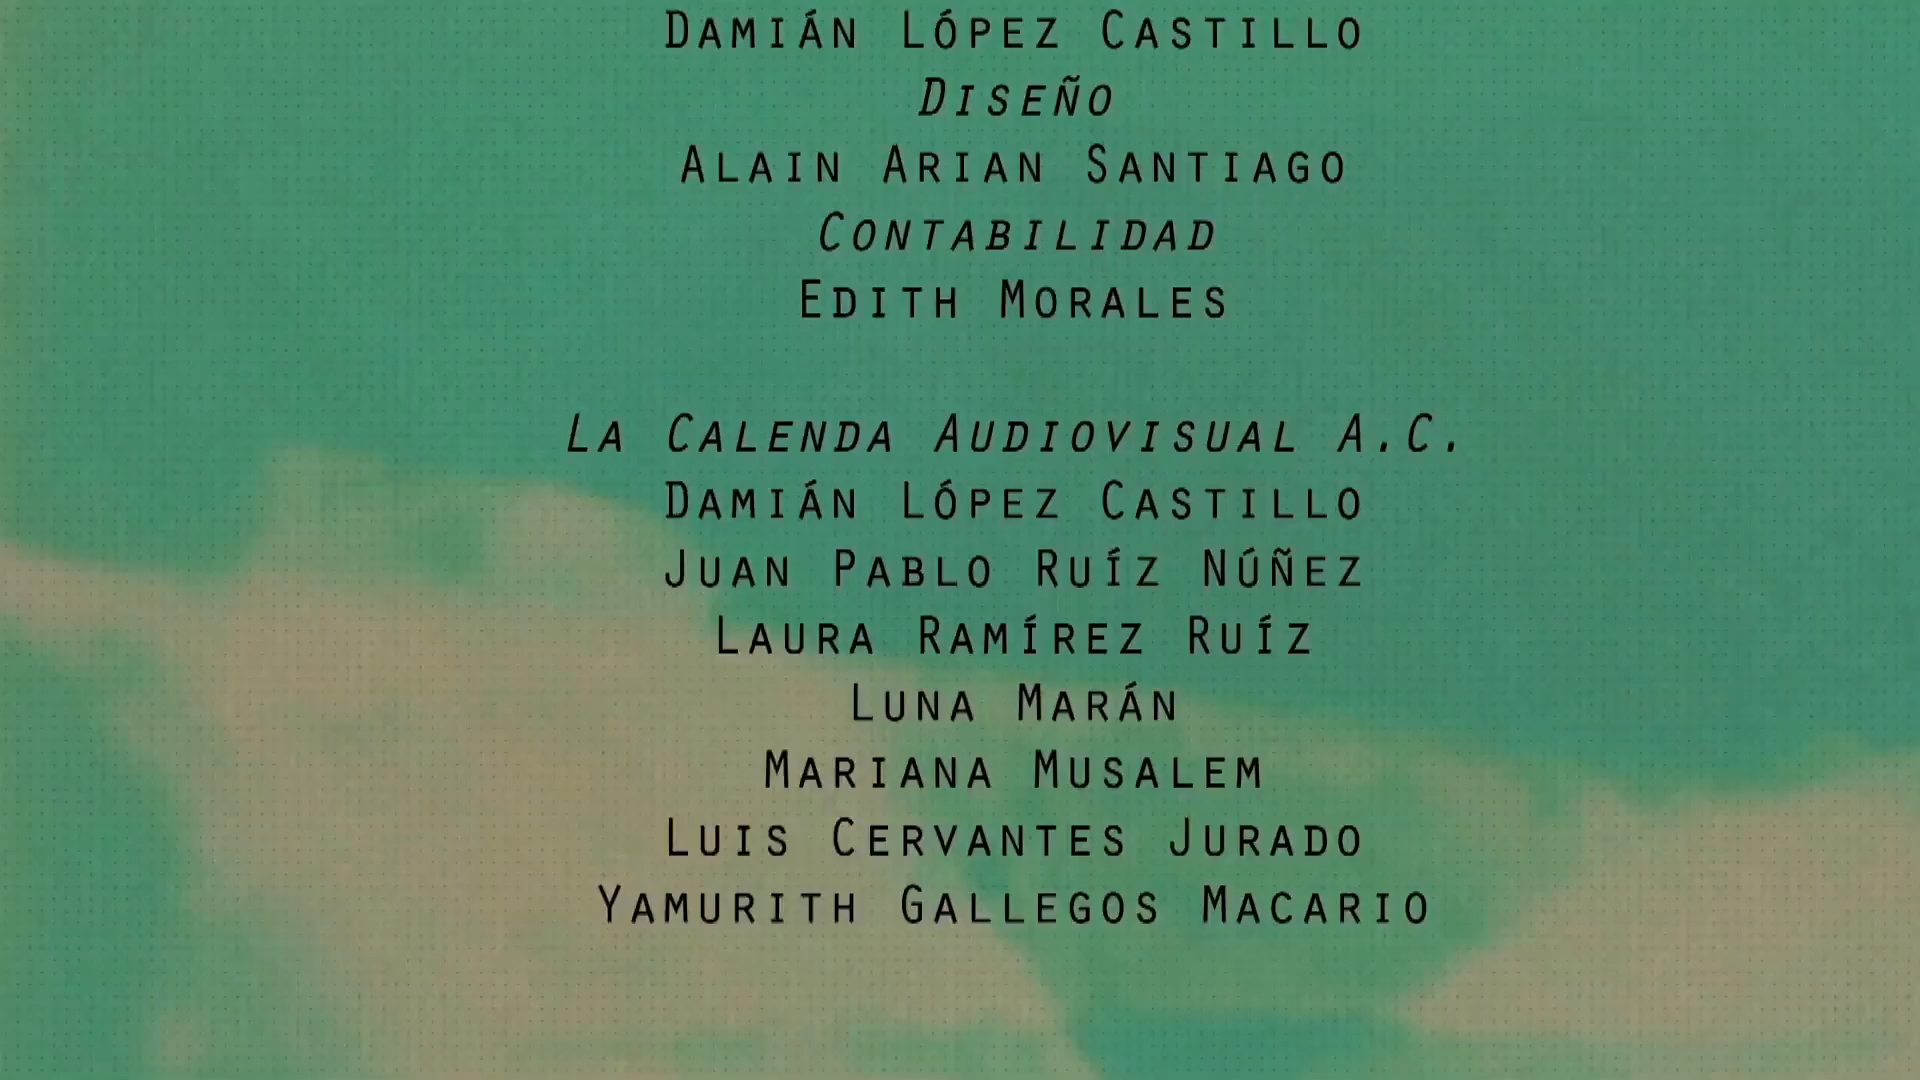 Damián López Castillo
Diseño
Alain Arian Santiago
Contabilidad
Edith Morales
La Calenda Audiovisual A.C.
Damián López Castillo
Juan Pablo Ruíz Núñez
Laura Ramírez Ruíz
Luna Marán
Mariana Musalem
Luis Cervantes Jurado
Yamurith Gallegos Macario